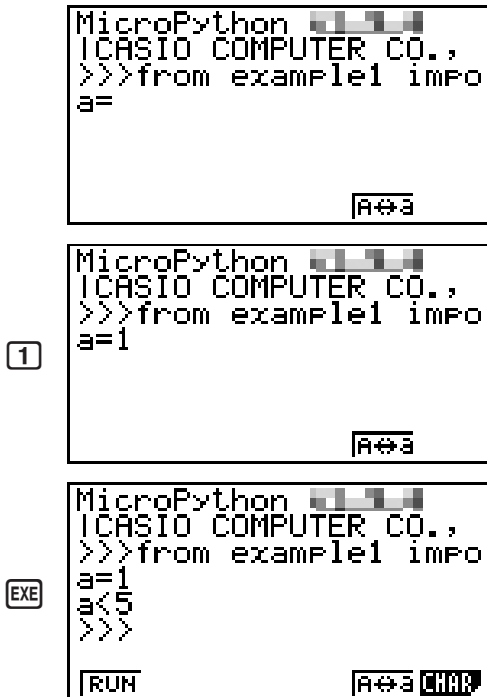 MicroPython
|CASIO COMPUTER CO.,
>>>from example1 impo
a=
A↔a
1
MicroPython
|CASIO COMPUTER CO.,
>>>from example1 impo
a=1
A↔a
EXE
MicroPython
|CASIO COMPUTER CO.,
>>>from example1 impo
a=1
a<5
>>>
RUN A↔a CHAR